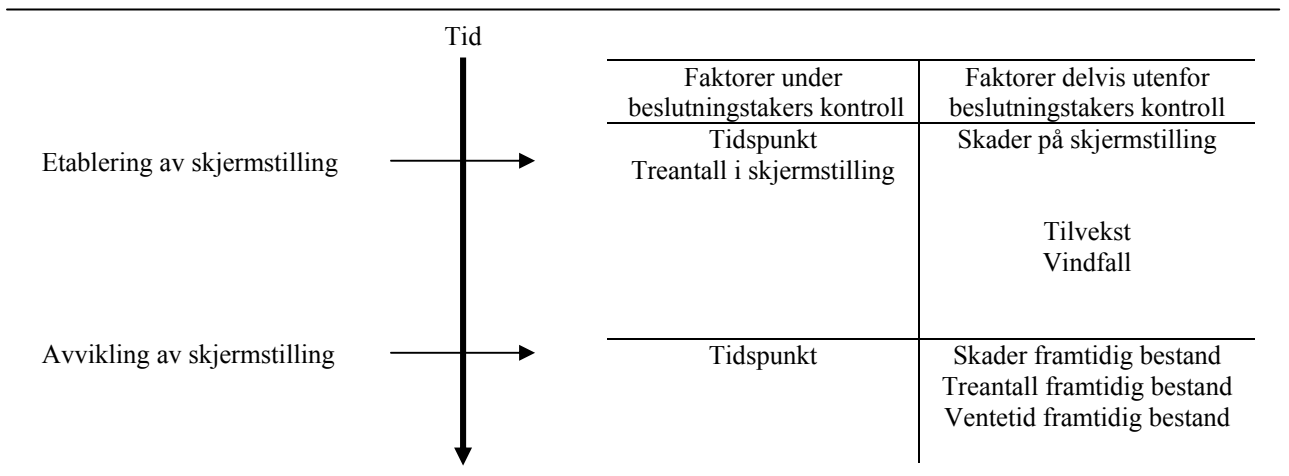 Tid
Faktorer under
beslutningstakers kontroll
Faktorer delvis utenfor
beslutningstakers kontroll
Etablering av skjermstilling
Tidspunkt
Treantall i skjermstilling
Skader på skjermstilling
Tilvekst
Vindfall
Avvikling av skjermstilling
Tidspunkt
Skader framtidig bestand
Treantall framtidig bestand
Ventetid framtidig bestand